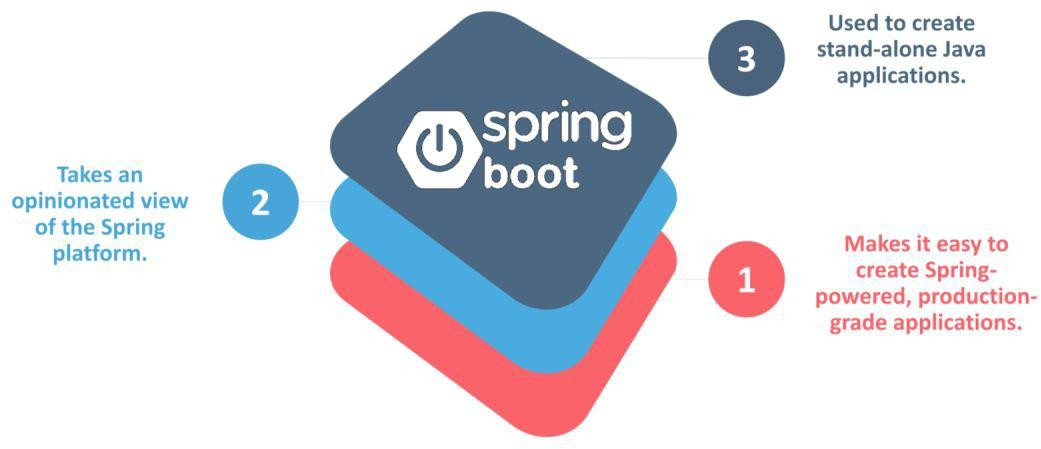 3
Used to create
stand-alone Java
applications.
spring
boot
Takes an
opinionated view
of the Spring
platform.
2
1
Makes it easy to
create Spring-
powered, production-
grade applications.